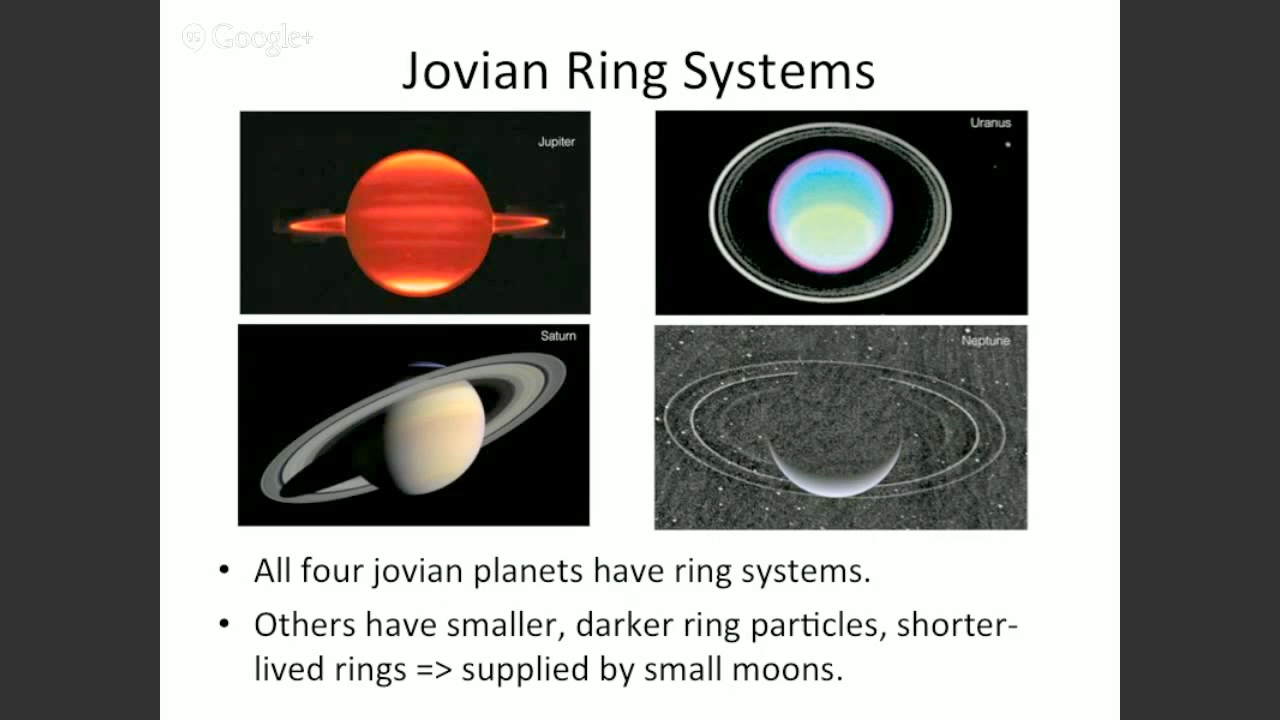 Google+
Jovian Ring Systems
Jupiter
Uranus
Saturn
Neptune
• All four jovian planets have ring systems.
• Others have smaller, darker ring particles, shorter-
lived rings => supplied by small moons.